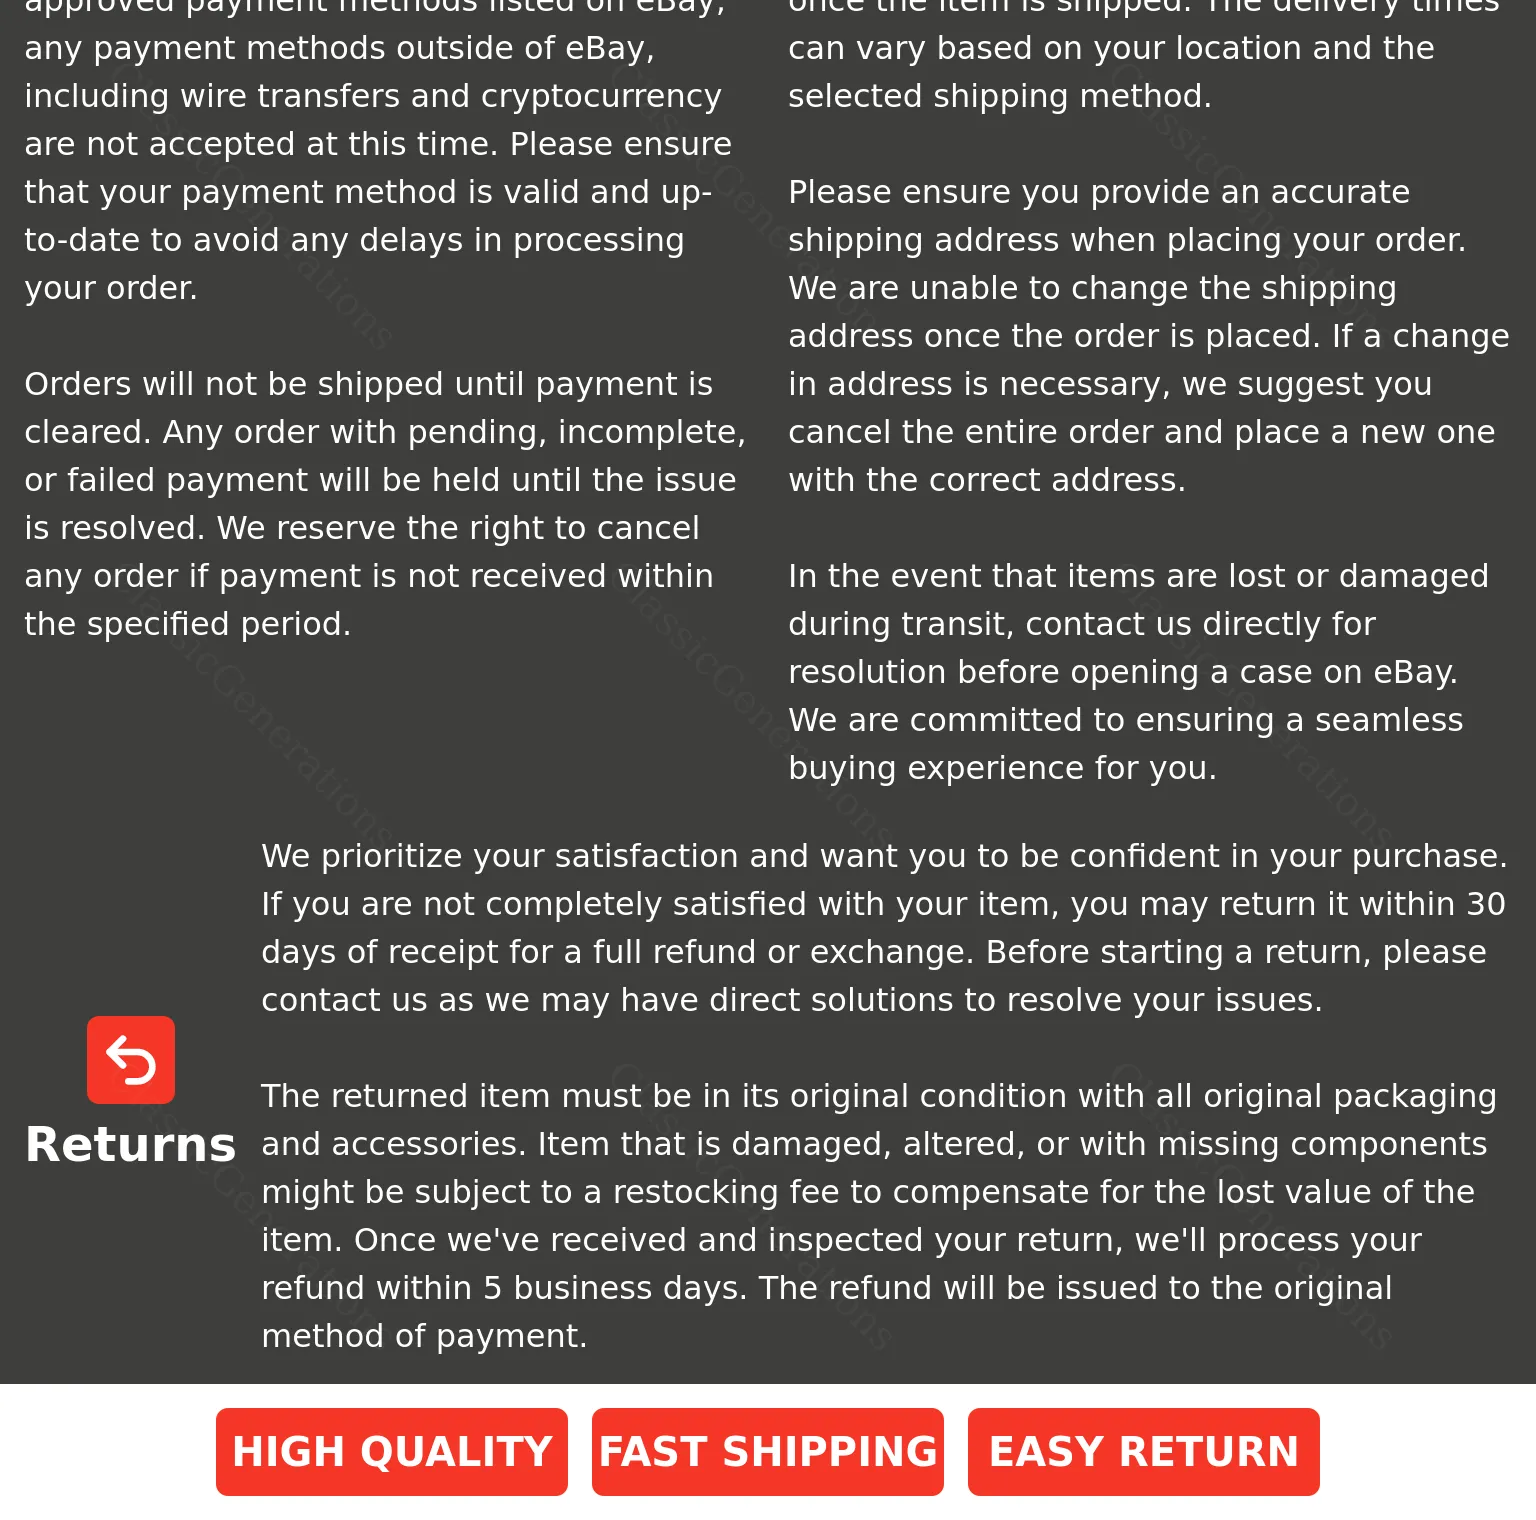 approved payment methods listed on eBay,
any payment methods outside of eBay,
including wire transfers and cryptocurrency
are not accepted at this time. Please ensure
that your payment method is valid and up-
to-date to avoid any delays in processing
your order.
Orders will not be shipped until payment is
cleared. Any order with pending, incomplete,
or failed payment will be held until the issue
is resolved. We reserve the right to cancel
any order if payment is not received within
the specified period.
once the item is shipped. The delivery times
can vary based on your location and the
selected shipping method.
Please ensure you provide an accurate
shipping address when placing your order.
We are unable to change the shipping
address once the order is placed. If a change
in address is necessary, we suggest you
cancel the entire order and place a new one
with the correct address.
In the event that items are lost or damaged
during transit, contact us directly for
resolution before opening a case on eBay.
We are committed to ensuring a seamless
buying experience for you.
Returns
We prioritize your satisfaction and want you to be confident in your purchase.
If you are not completely satisfied with your item, you may return it within 30
days of receipt for a full refund or exchange. Before starting a return, please
contact us as we may have direct solutions to resolve your issues.
The returned item must be in its original condition with all original packaging
and accessories. Item that is damaged, altered, or with missing components
might be subject to a restocking fee to compensate for the lost value of the
item. Once we've received and inspected your return, we'll process your
refund within 5 business days. The refund will be issued to the original
method of payment.
HIGH QUALITY
FAST SHIPPING
EASY RETURN
ClassicGenerations
ClassicGenerations
ClassicGenerations
ClassicGenerations
ClassicGenerations
ClassicGenerations
ClassicGenerations
ClassicGenerations
ClassicGenerations